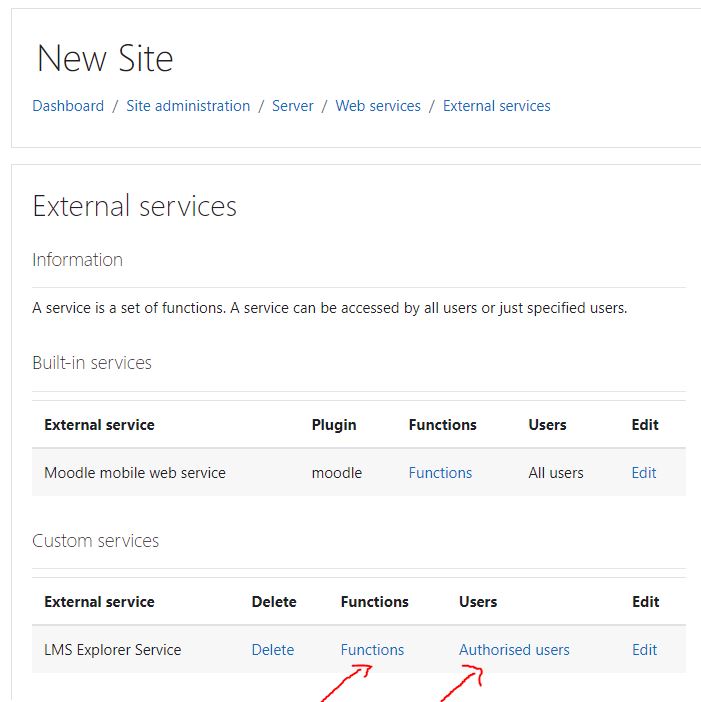 New Site
Dashboard / Site administration / Server / Web services / External services
External services
Information
A service is a set of functions. A service can be accessed by all users or just specified users.
Built-in services
External service Plugin Functions Users Edit
Moodle mobile web service moodle Functions All users Edit
Custom services
External service Delete Functions Users Edit
LMS Explorer Service Delete Functions Authorised users Edit